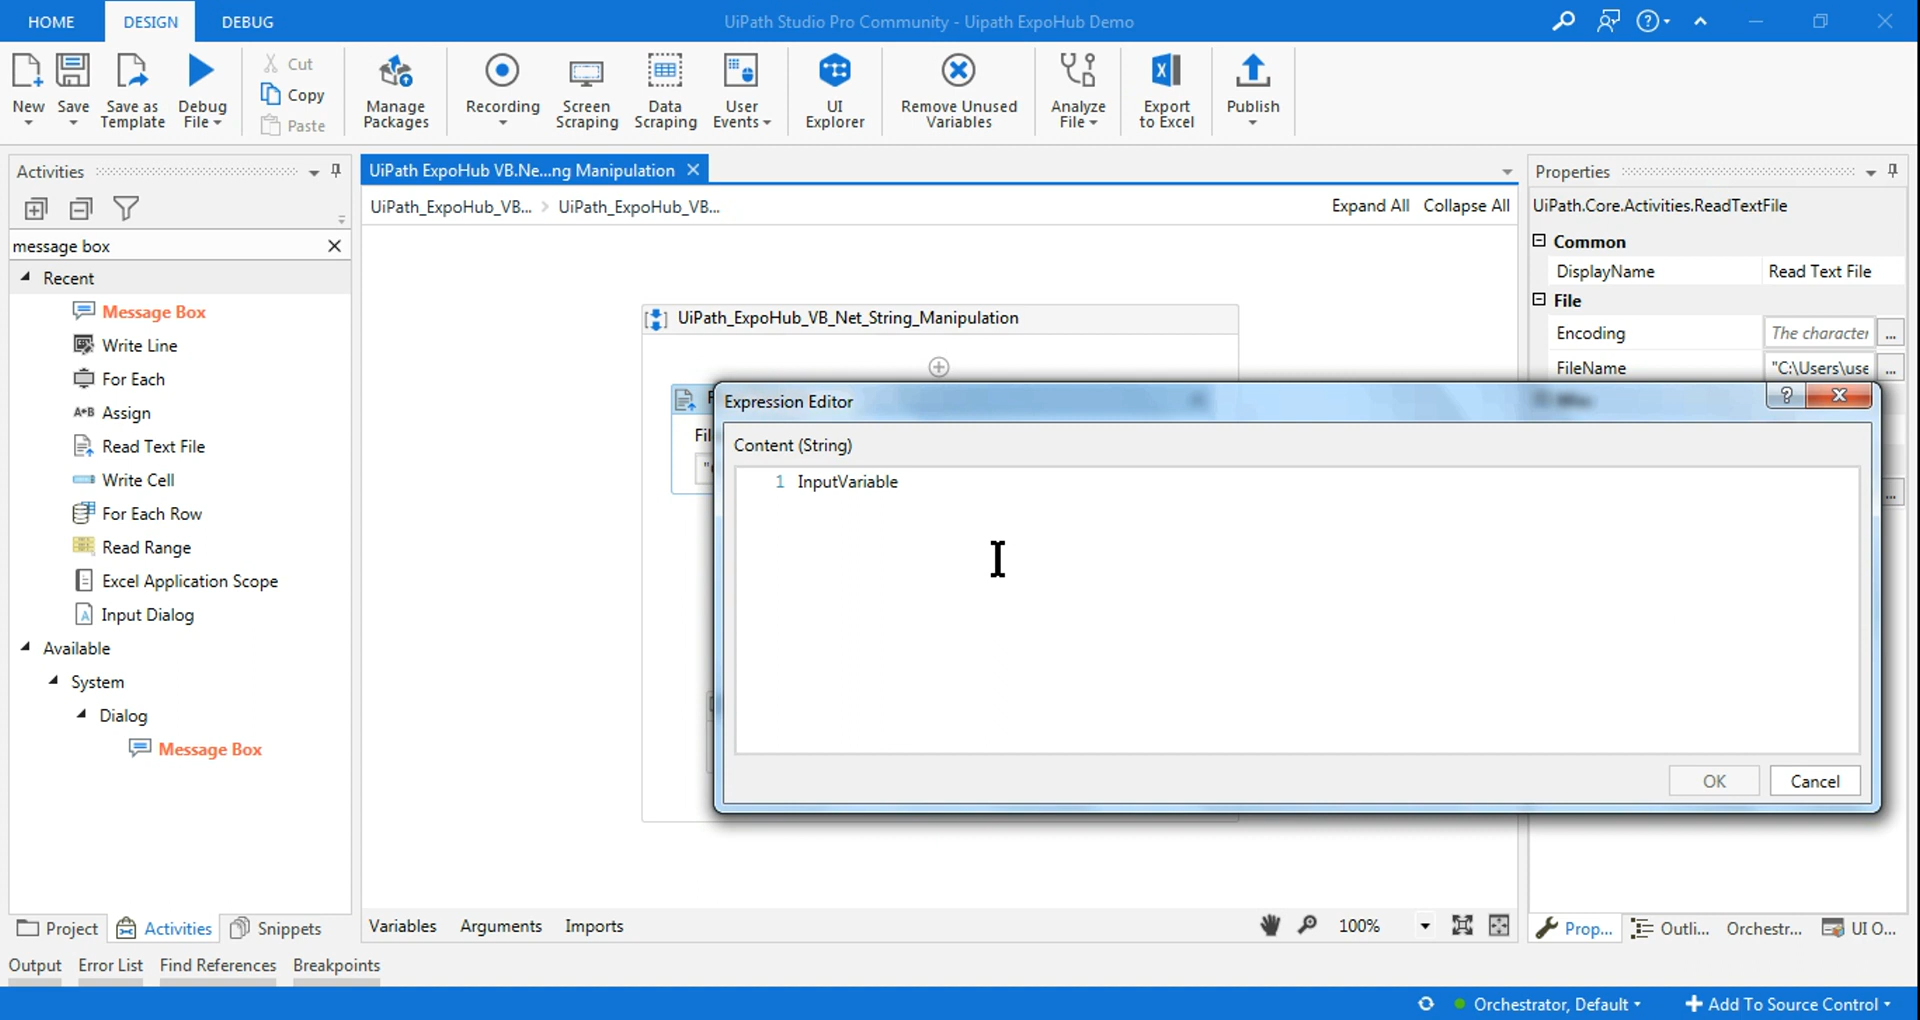 HOME DESIGN DEBUG UiPath Studio Pro Community - Uipath ExpoHub Demo
New
Save
Save as
Template
Debug
File
Cut
Copy
Paste
Manage
Packages
Recording
Screen
Scraping
Data
Scraping
User
Events
UI
Explorer
Remove Unused
Variables
Analyze
File
Export
to Excel
Publish
Activities
message box
Recent
Message Box
Write Line
For Each
A+B Assign
Read Text File
Write Cell
For Each Row
Read Range
Excel Application Scope
Input Dialog
Available
System
Dialog
Message Box
Project Activities Snippets
UiPath ExpoHub VB.Ne...ng Manipulation
UiPath_ExpoHub_VB... > UiPath_ExpoHub_VB... Expand All Collapse All
UiPath_ExpoHub_VB_Net_String_Manipulation
Fil
Expression Editor
Content (String)
1 InputVariable
OK Cancel
Variables Arguments Imports 100%
Properties
UiPath.Core.Activities.ReadTextFile
Common
DisplayName Read Text File
File
Encoding The character ...
FileName "C:\Users\use ...
...
Prop... Outli... Orchestr... UI O...
Output Error List Find References Breakpoints
Orchestrator, Default Add To Source Control